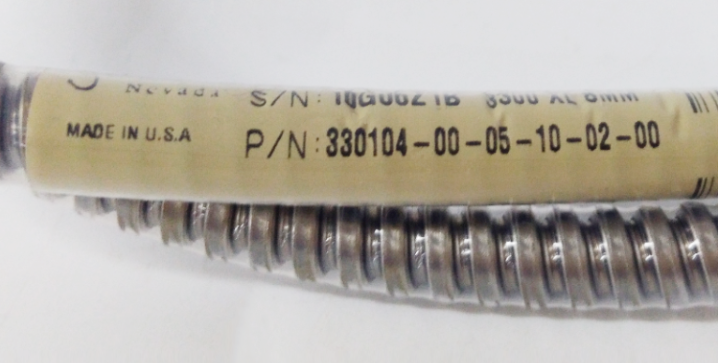 S/N: 3300 XL 8MM
MADE IN U.S.A
P/N: 330104-00-05-10-02-00